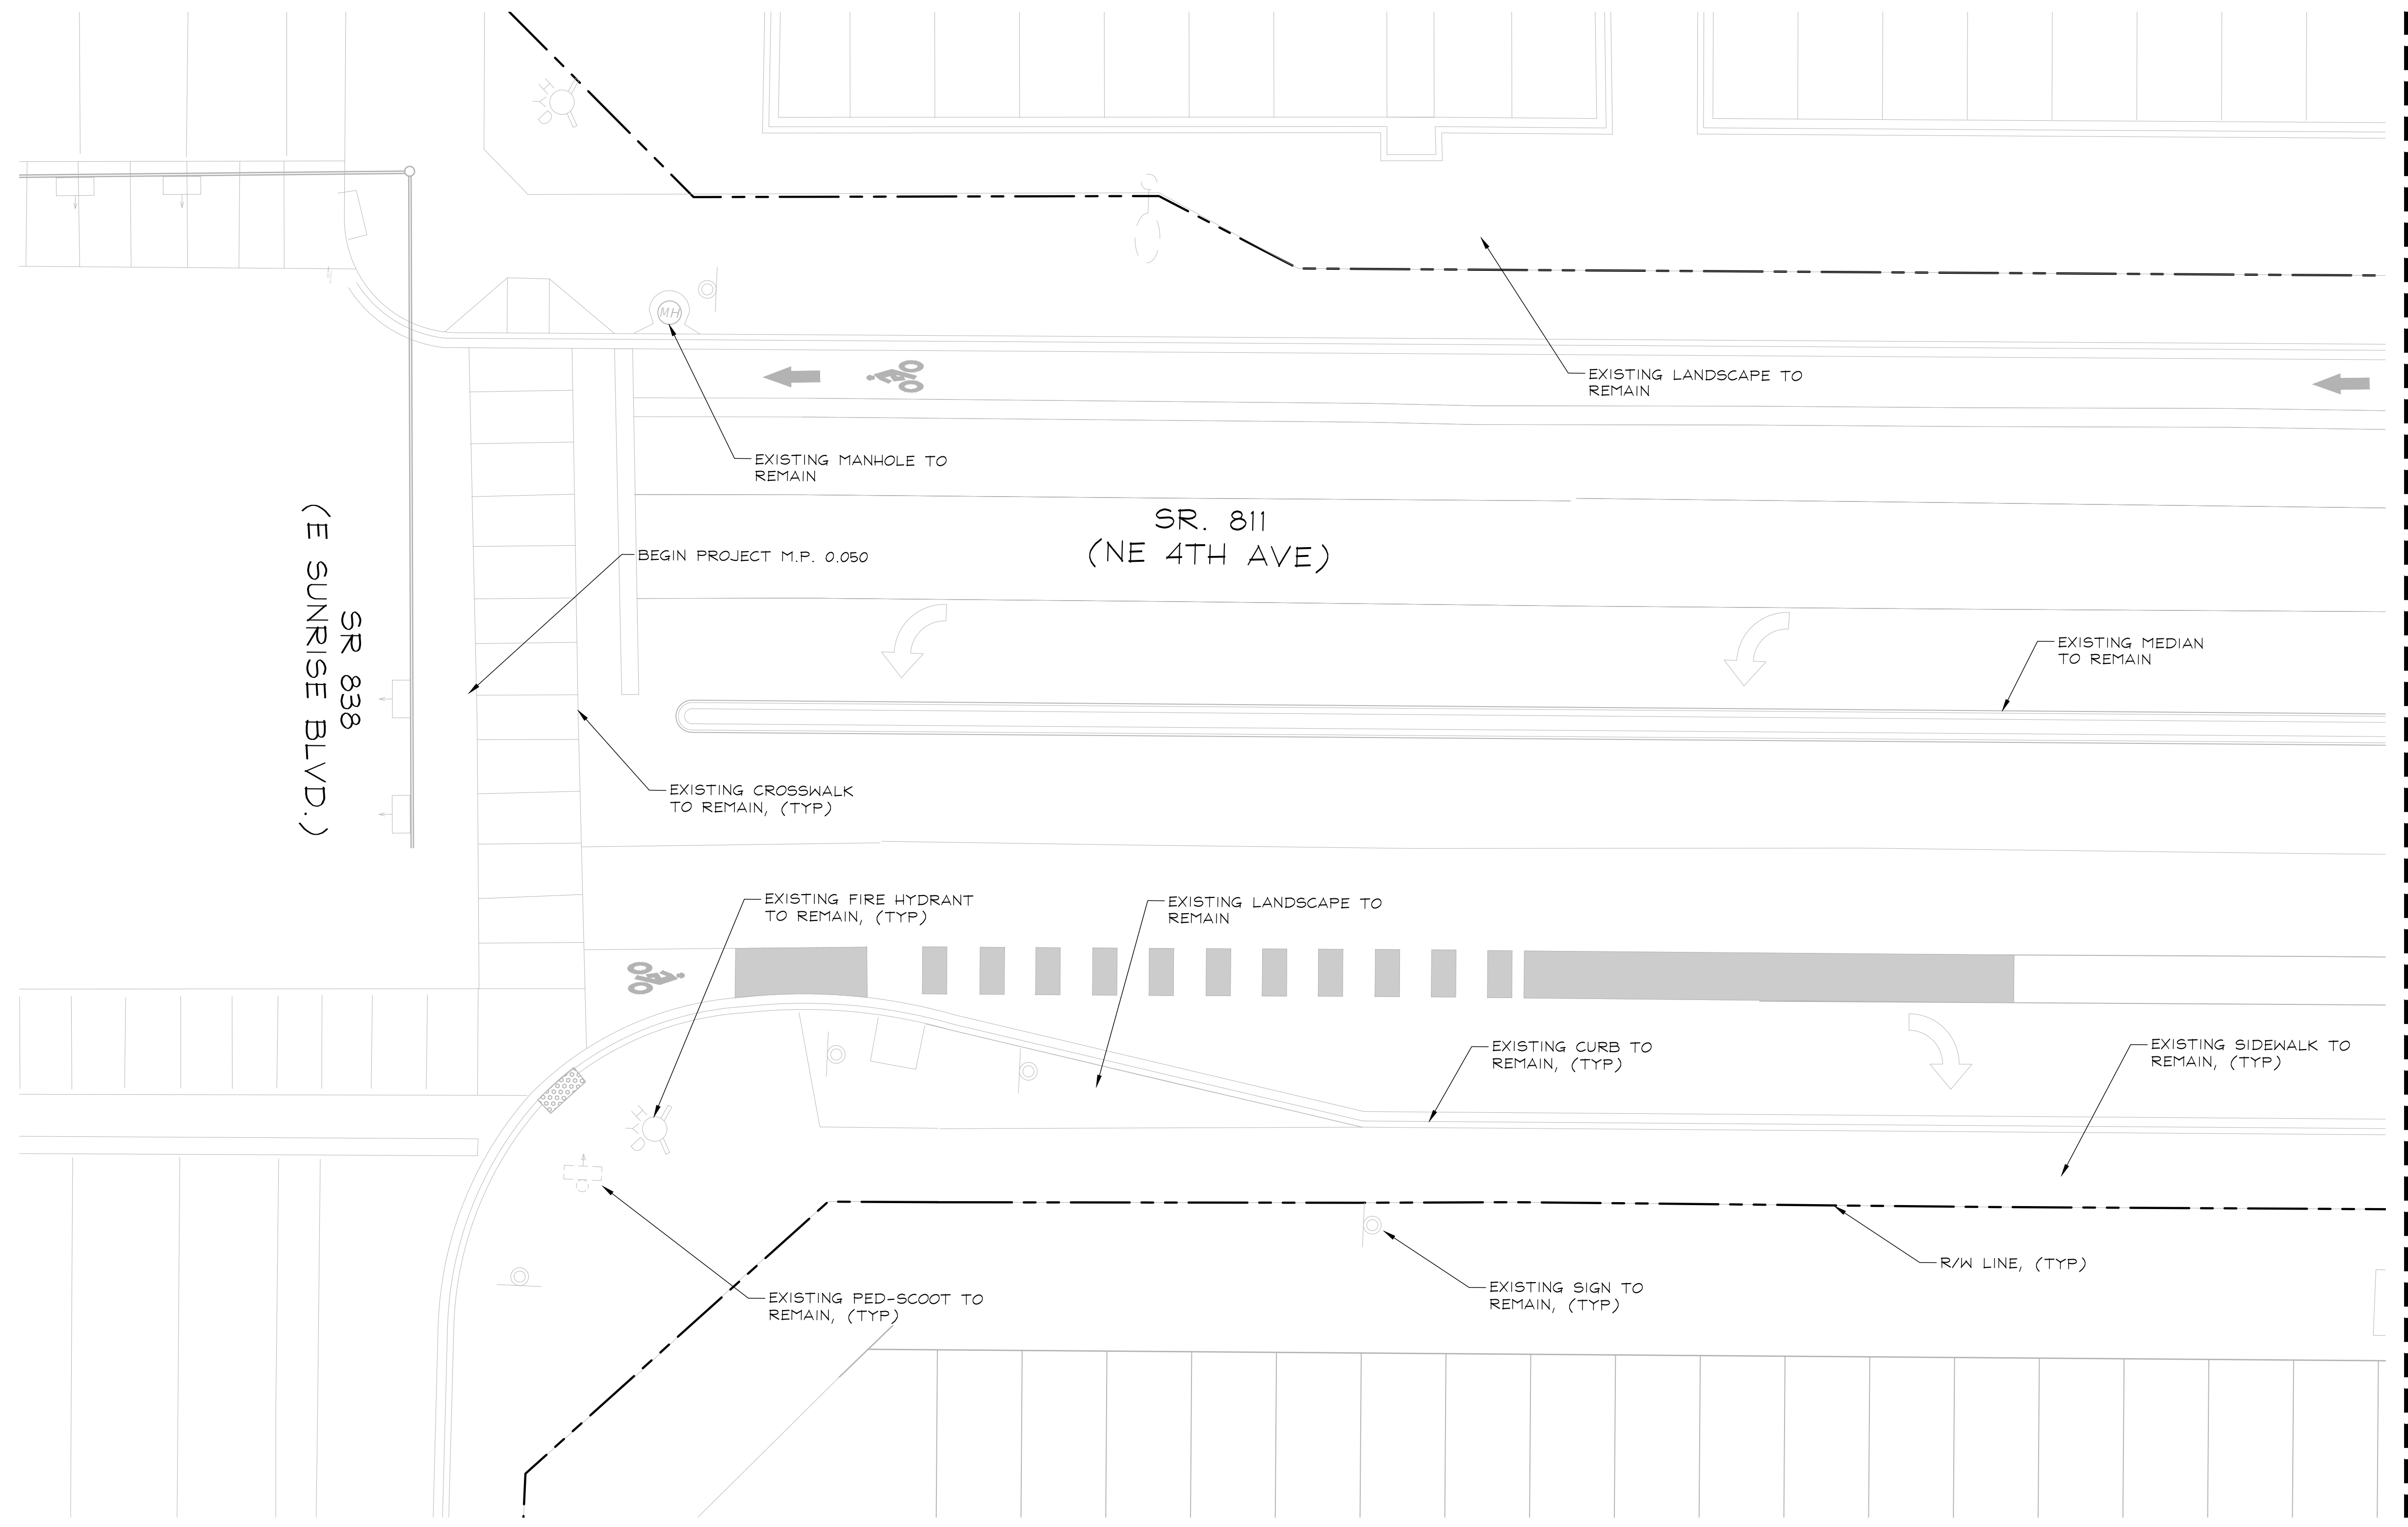 HYD
MH
EXISTING LANDSCAPE TO
REMAIN
EXISTING MANHOLE TO
REMAIN
SR. 811
(NE 4TH AVE)
BEGIN PROJECT M.P. 0.050
SR 838
(E SUNRISE BLVD.)
EXISTING MEDIAN
TO REMAIN
EXISTING CROSSWALK
TO REMAIN, (TYP)
EXISTING FIRE HYDRANT
TO REMAIN, (TYP)
EXISTING LANDSCAPE TO
REMAIN
EXISTING CURB TO
REMAIN, (TYP)
EXISTING SIDEWALK TO
REMAIN, (TYP)
HYD
R/W LINE, (TYP)
EXISTING SIGN TO
REMAIN, (TYP)
EXISTING PED-SCOOT TO
REMAIN, (TYP)